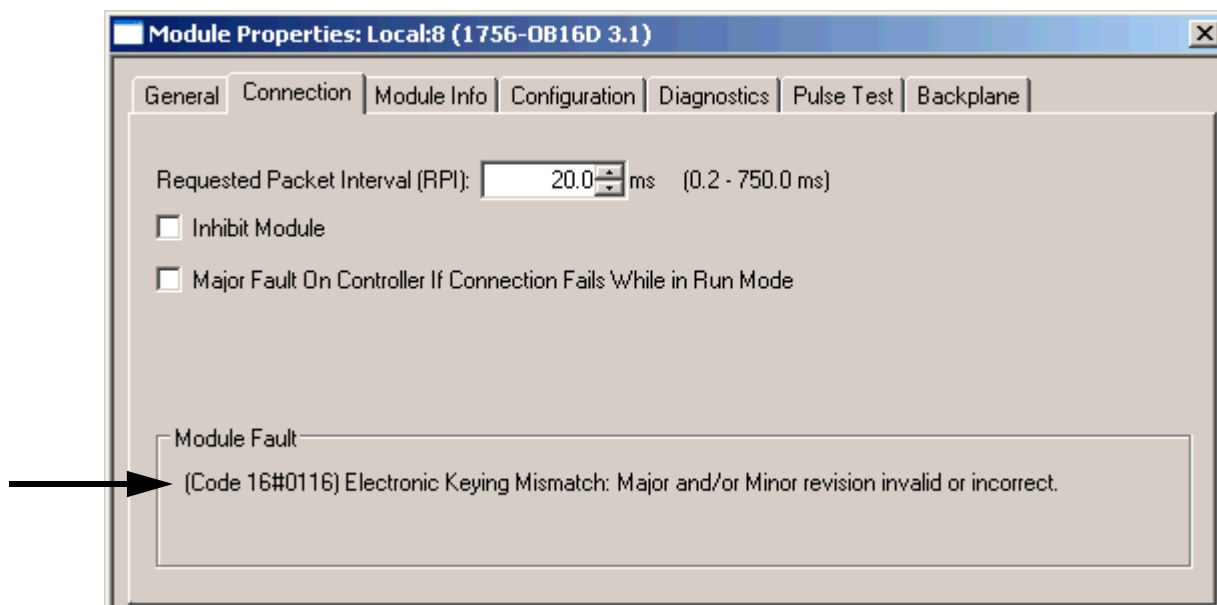 Module Properties: Local:8 (1756-OB16D 3.1)
General Connection Module Info Configuration Diagnostics Pulse Test Backplane
Requested Packet Interval (RPI): 20.0 ms (0.2 - 750.0 ms)
Inhibit Module
Major Fault On Controller If Connection Fails While in Run Mode
Module Fault
(Code 16#0116) Electronic Keying Mismatch: Major and/or Minor revision invalid or incorrect.